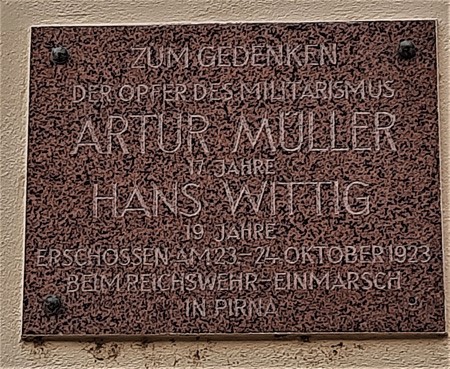 ZUM GEDENKEN
DER OPFER DES MILITARISMUS
ARTUR MÜLLER
17 JAHRE
HANS WITTIG
19 JAHRE
ERSCHOSSEN AM 23-24 OKTOBER 1923
BEIM REICHSWEHR-EINMARSCH
IN PIRNA